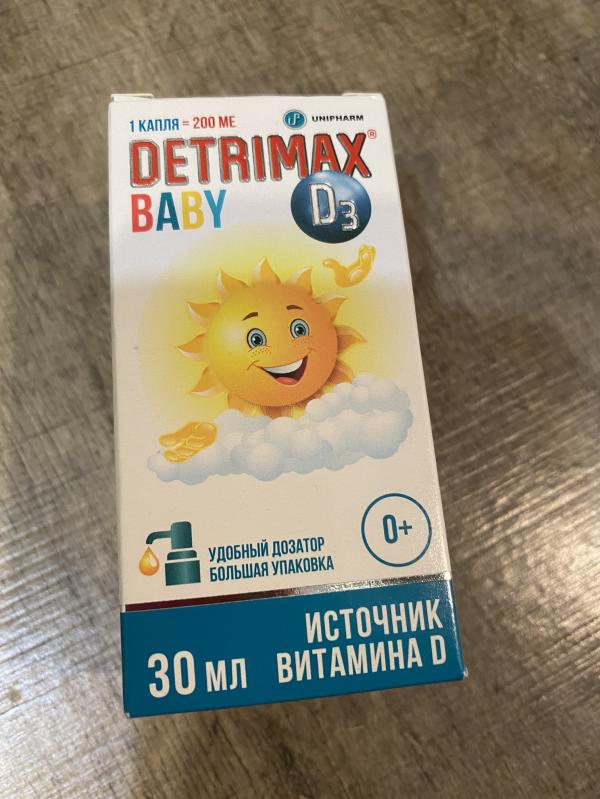 1 КАПЛЯ = 200 МЕ
UNIPHARM
DETRIMAX®
BABY
D3
0+
УДОБНЫЙ ДОЗАТОР
БОЛЬШАЯ УПАКОВКА
30 МЛ
ИСТОЧНИК
ВИТАМИНА D